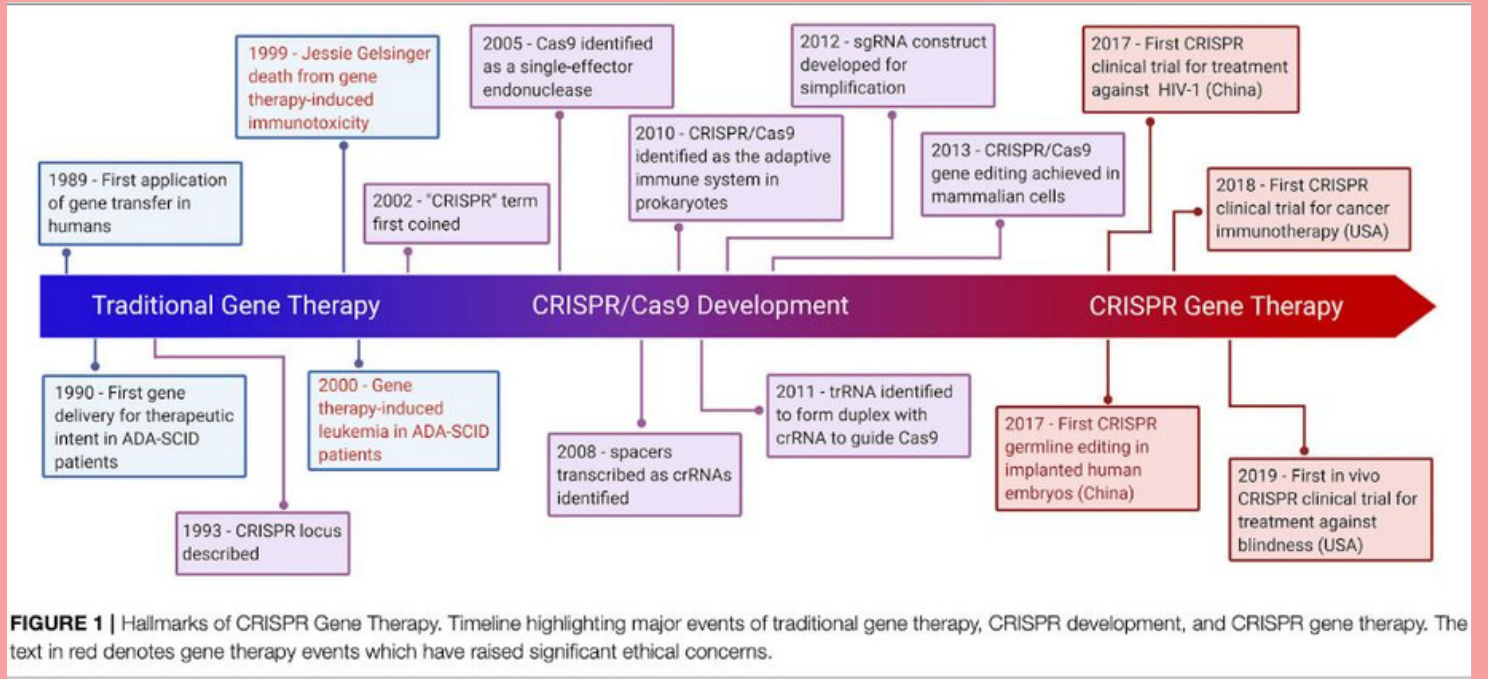 1999 - Jessie Gelsinger
death from gene
therapy-induced
immunotoxicity
2005 - Cas9 identified
as a single-effector
endonuclease
2012 - sgRNA construct
developed for
simplification
2017 - First CRISPR
clinical trial for treatment
against HIV-1 (China)
1989 - First application
of gene transfer in
humans
2002 - "CRISPR" term
first coined
2010 - CRISPR/Cas9
identified as the adaptive
immune system in
prokaryotes
2013 - CRISPR/Cas9
gene editing achieved in
mammalian cells
2018 - First CRISPR
clinical trial for cancer
immunotherapy (USA)
Traditional Gene Therapy
CRISPR/Cas9 Development
CRISPR Gene Therapy
1990 - First gene
delivery for therapeutic
intent in ADA-SCID
patients
2000 - Gene
therapy-induced
leukemia in ADA-SCID
patients
2011 - trRNA identified
to form duplex with
crRNA to guide Cas9
2017 - First CRISPR
germline editing in
implanted human
embryos (China)
2008 - spacers
transcribed as crRNAs
identified
2019 - First in vivo
CRISPR clinical trial for
treatment against
blindness (USA)
1993 - CRISPR locus
described
FIGURE 1 | Hallmarks of CRISPR Gene Therapy. Timeline highlighting major events of traditional gene therapy, CRISPR development, and CRISPR gene therapy. The
text in red denotes gene therapy events which have raised significant ethical concerns.